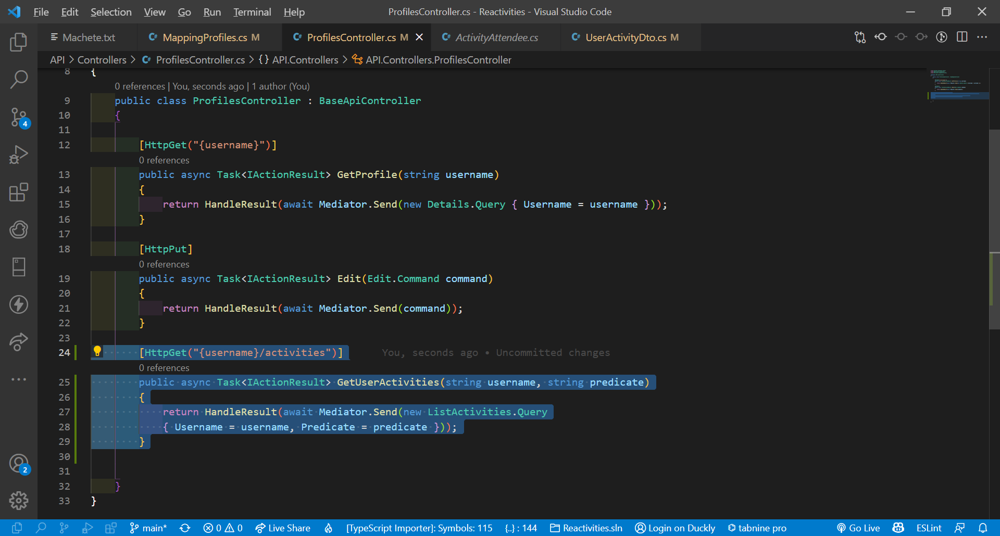 File Edit Selection View Go Run Terminal Help ProfilesController.cs - Reactivities - Visual Studio Code
Machete.txt C# MappingProfiles.cs M C# ProfilesController.cs M C# ActivityAttendee.cs C# UserActivityDto.cs M
API > Controllers > C# ProfilesController.cs > {} API.Controllers > API.Controllers.ProfilesController
8 {
0 references | You, seconds ago | 1 author (You)
9 public class ProfilesController : BaseApiController
10 {
11
12 [HttpGet("{username}")]
0 references
13 public async Task<IActionResult> GetProfile(string username)
14 {
15 return HandleResult(await Mediator.Send(new Details.Query { Username = username }));
16 }
17
18 [HttpPut]
0 references
19 public async Task<IActionResult> Edit(Edit.Command command)
20 {
21 return HandleResult(await Mediator.Send(command));
22 }
23
24 [HttpGet("{username}/activities")] You, seconds ago • Uncommitted changes
0 references
25 public async Task<IActionResult> GetUserActivities(string username, string predicate)
26 {
27 return HandleResult(await Mediator.Send(new ListActivities.Query
28 { Username = username, Predicate = predicate }));
29 }
30
31
32 }
33 }
4
2
main* 0 0 Live Share [TypeScript Importer]: Symbols: 115 {..} : 144 Reactivities.sln Login on Duckly tabnine pro Go Live ESLint